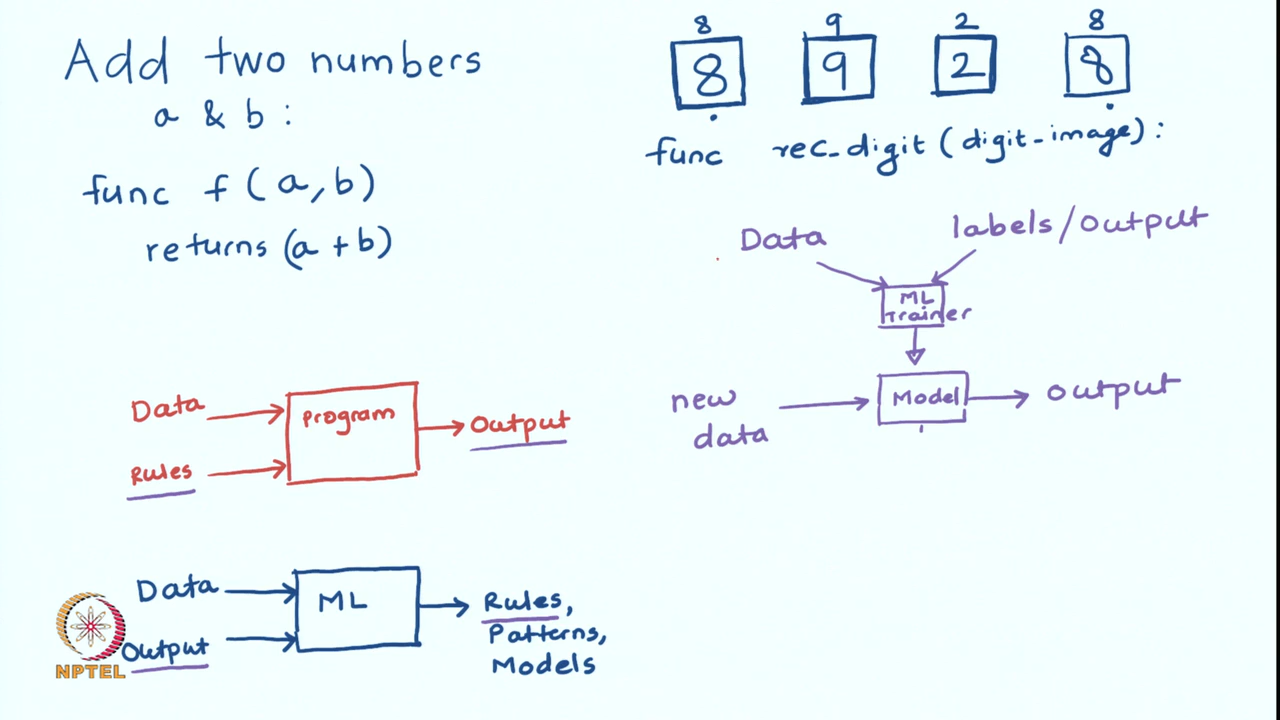 Add two numbers
a & b :
func f ( a, b )
returns (a + b)
Data
Rules
Program
Output
Data
Output
ML
Rules,
Patterns,
Models
NPTEL
8 9 2 8
8 9 2 8
func rec_digit ( digit_image) :
Data
labels/output
ML
Trainer
new
data
Model
output